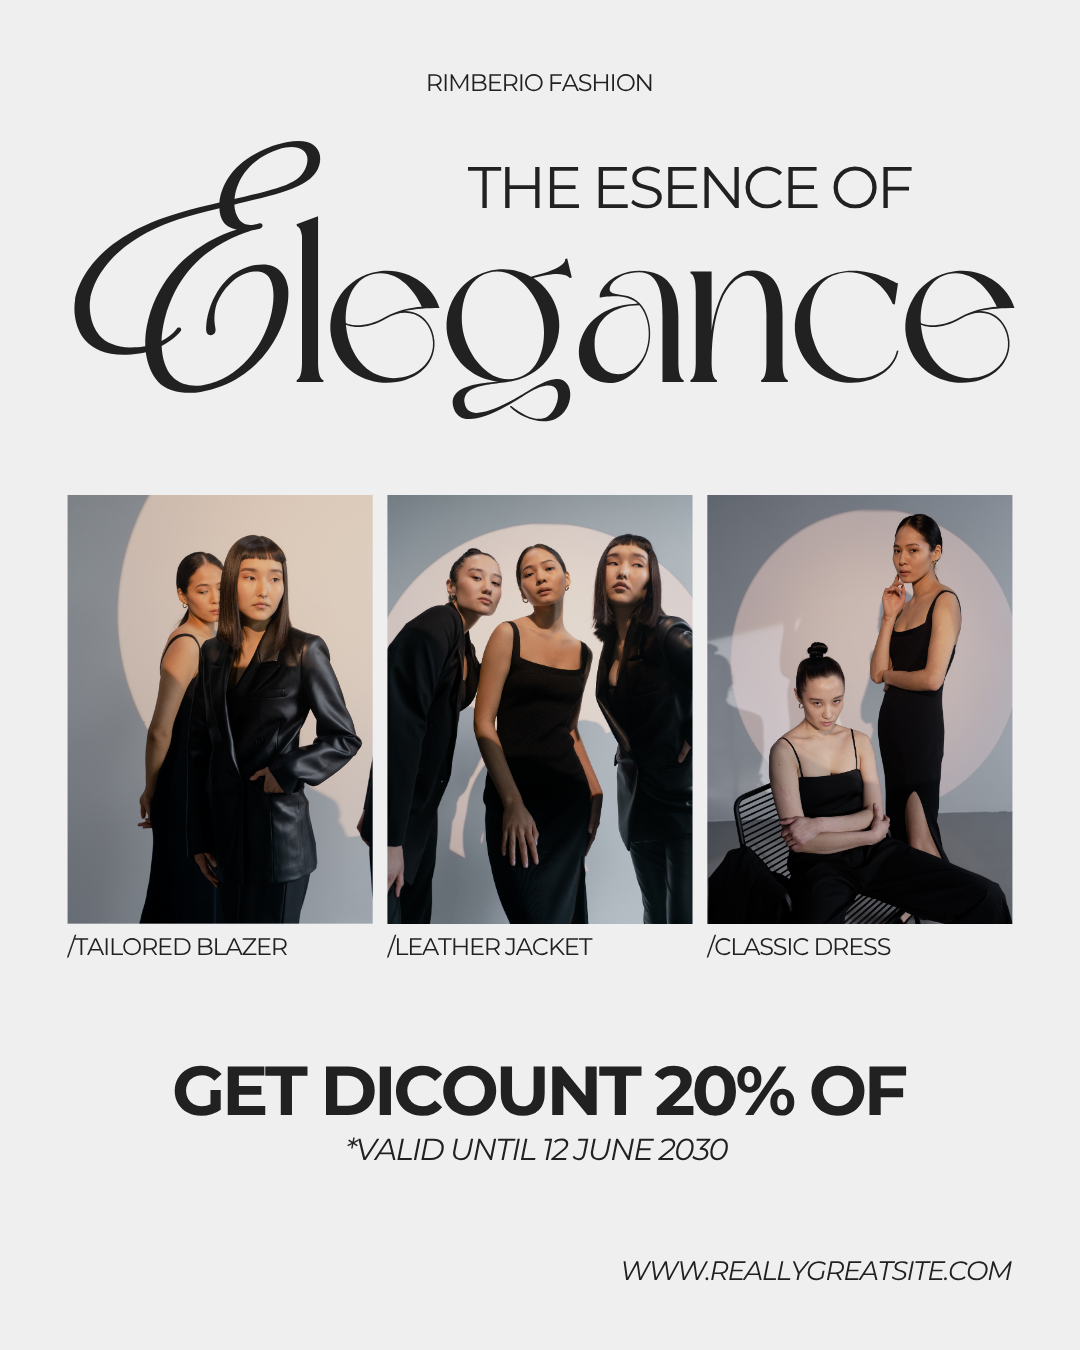 RIMBERIO FASHION
THE ESENCE OF
Elegance
/TAILORED BLAZER
/LEATHER JACKET
/CLASSIC DRESS
GET DICOUNT 20% OF
*VALID UNTIL 12 JUNE 2030
WWW.REALLYGREATSITE.COM